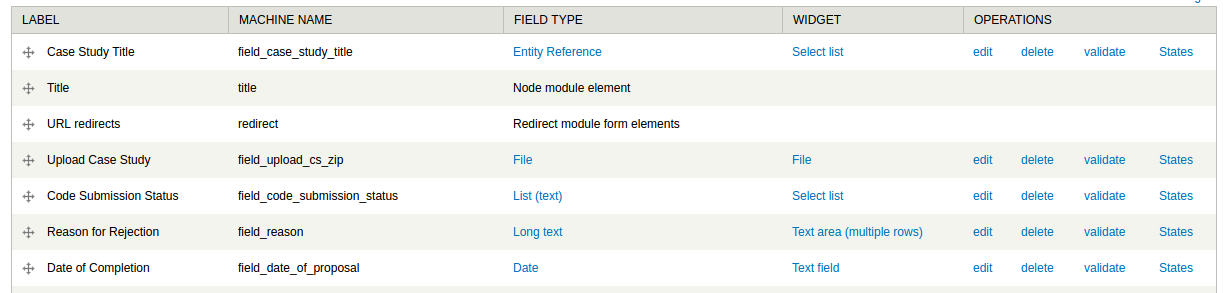 LABEL MACHINE NAME FIELD TYPE WIDGET OPERATIONS
Case Study Title field_case_study_title Entity Reference Select list edit delete validate States
Title title Node module element
URL redirects redirect Redirect module form elements
Upload Case Study field_upload_cs_zip File File edit delete validate States
Code Submission Status field_code_submission_status List (text) Select list edit delete validate States
Reason for Rejection field_reason Long text Text area (multiple rows) edit delete validate States
Date of Completion field_date_of_proposal Date Text field edit delete validate States